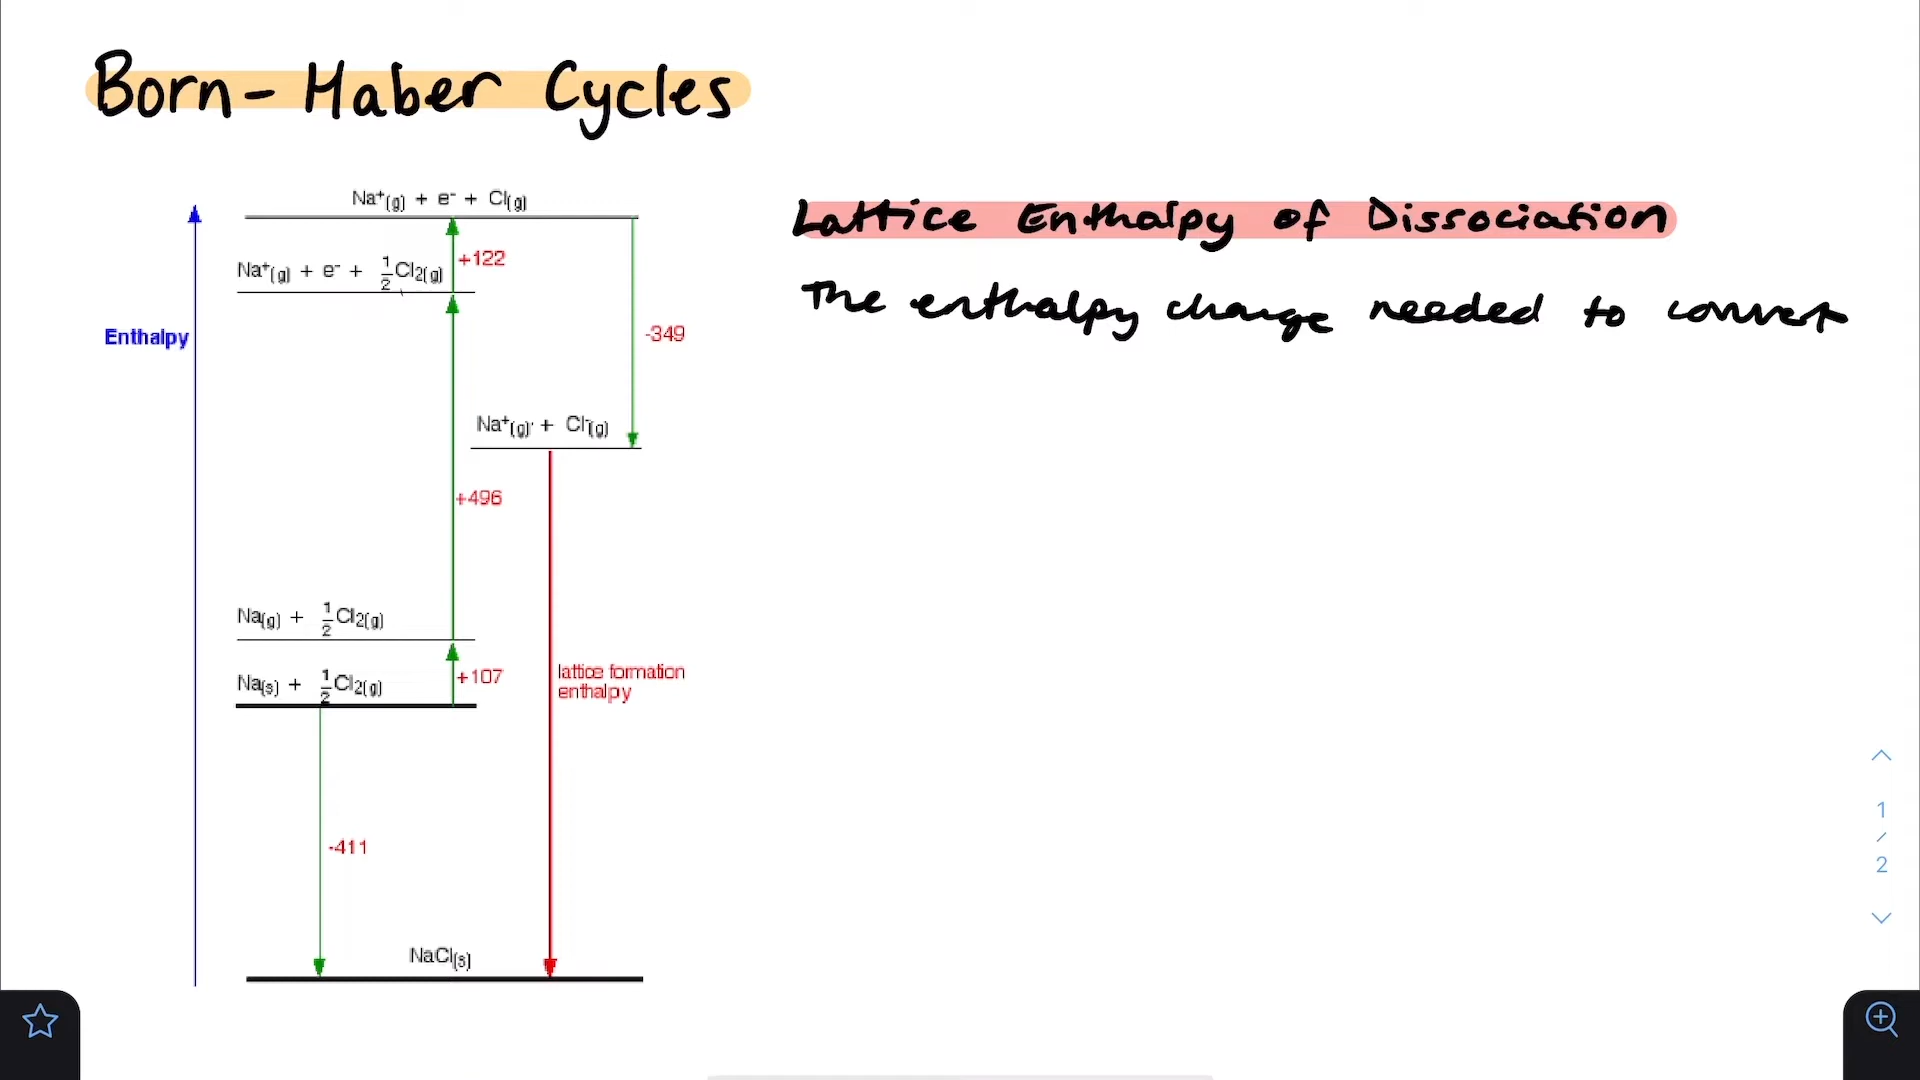 Born-Haber Cycles
Na⁺(g) + e⁻ + Cl(g)
Lattice Enthalpy of Dissociation
+122
Na⁺(g) + e⁻ + 1/2Cl2(g)
The enthalpy change needed to convert
Enthalpy
-349
Na⁺(g) + Cl⁻(g)
+496
Na(g) + 1/2Cl2(g)
Na(s) + 1/2Cl2(g)
+107
lattice formation
enthalpy
1
/
2
-411
NaCl(s)